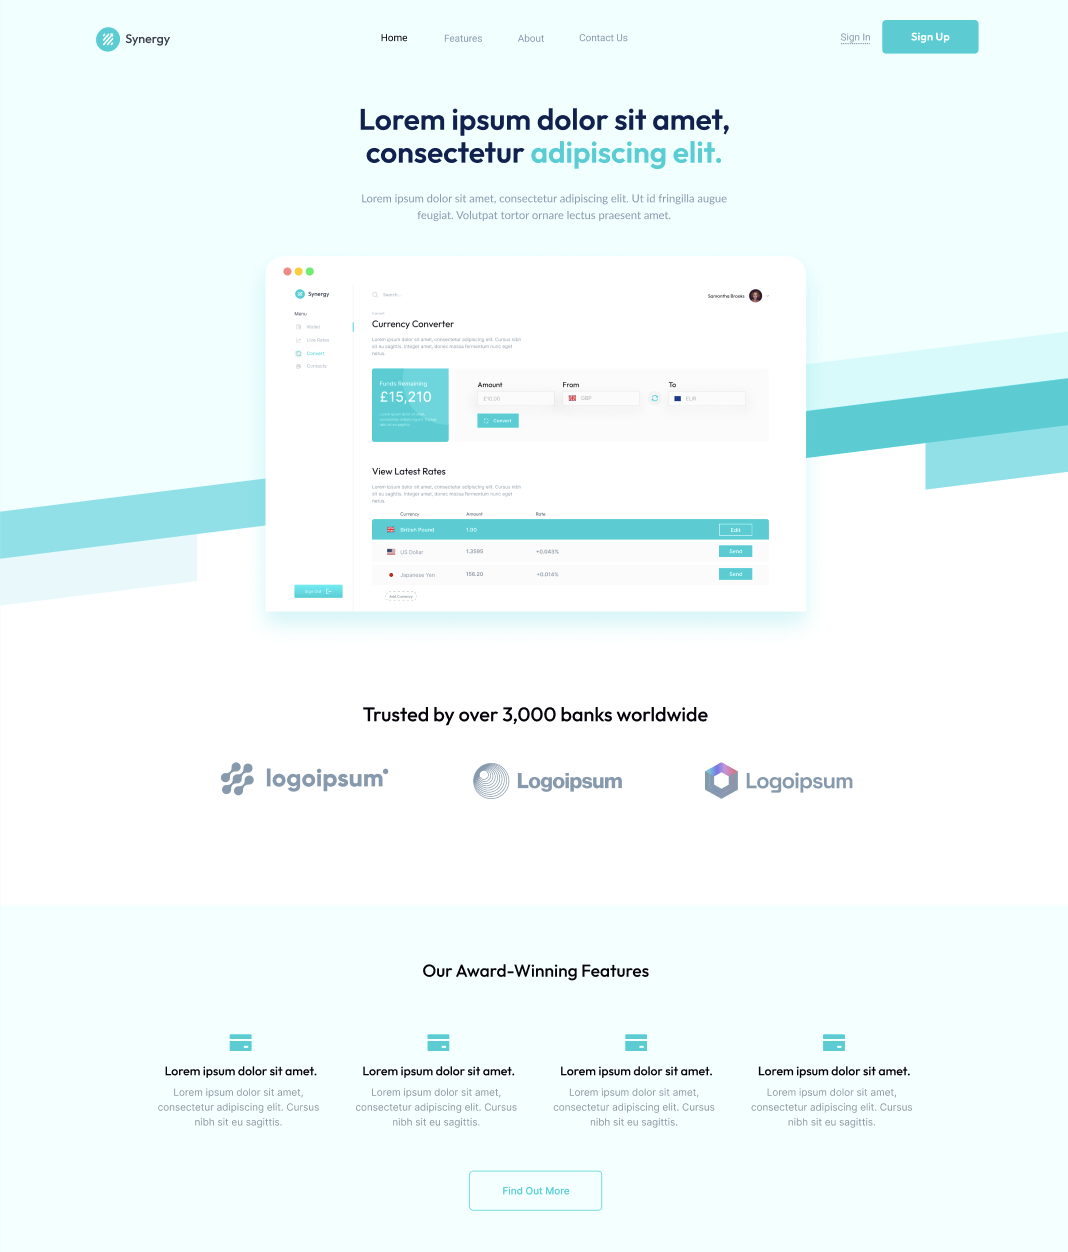 Synergy
Home
Features
About
Contact Us
Sign In
Sign Up
Lorem ipsum dolor sit amet,
consectetur adipiscing elit.
Lorem ipsum dolor sit amet, consectetur adipiscing elit. Ut id fringilla augue
feugiat. Volutpat tortor ornare lectus praesent amet.
Synergy
Menu
Wallet
Live Rates
Convert
Contacts
Sign Out
Search...
Samantha Brooks
Convert
Currency Converter
Lorem ipsum dolor sit amet, consectetur adipiscing elit. Cursus nibh
sit eu sagittis. Integer amet, donec massa fermentum nunc eget
netus.
Funds Remaining
£15,210
Amount
£10.00
From
GBP
To
EUR
Convert
View Latest Rates
Lorem ipsum dolor sit amet, consectetur adipiscing elit. Cursus nibh
sit eu sagittis. Integer amet, donec massa fermentum nunc eget
netus.
Currency Amount Rate
British Pound 1.00 Edit
US Dollar 1.3595 +0.043% Send
Japanese Yen 156.20 +0.014% Send
Add Currency
Trusted by over 3,000 banks worldwide
logoipsum
Logoipsum
Logoipsum
Our Award-Winning Features
Lorem ipsum dolor sit amet.
Lorem ipsum dolor sit amet,
consectetur adipiscing elit. Cursus
nibh sit eu sagittis.
Lorem ipsum dolor sit amet.
Lorem ipsum dolor sit amet,
consectetur adipiscing elit. Cursus
nibh sit eu sagittis.
Lorem ipsum dolor sit amet.
Lorem ipsum dolor sit amet,
consectetur adipiscing elit. Cursus
nibh sit eu sagittis.
Lorem ipsum dolor sit amet.
Lorem ipsum dolor sit amet,
consectetur adipiscing elit. Cursus
nibh sit eu sagittis.
Find Out More